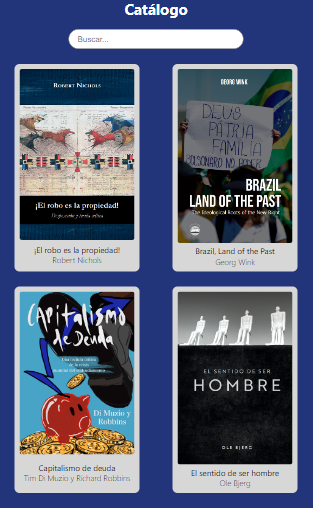 Catálogo
Buscar...
ROBERT NICHOLS
¡El robo es la propiedad!
Desposesión y teoría crítica
¡El robo es la propiedad!
Robert Nichols
GEORG WINK
DEUS
PATRIA
FAMILIA
BOLSONARO NO PODER
BRAZIL
LAND OF THE PAST
The Ideological Roots of the New Right
Brazil, Land of the Past
Georg Wink
CAPITALISMO
de Deuda
Di Muzio y
Robbins
Capitalismo de deuda
Tim Di Muzio y Richard Robbins
EL SENTIDO DE SER
HOMBRE
OLE BJERG
El sentido de ser hombre
Ole Bjerg